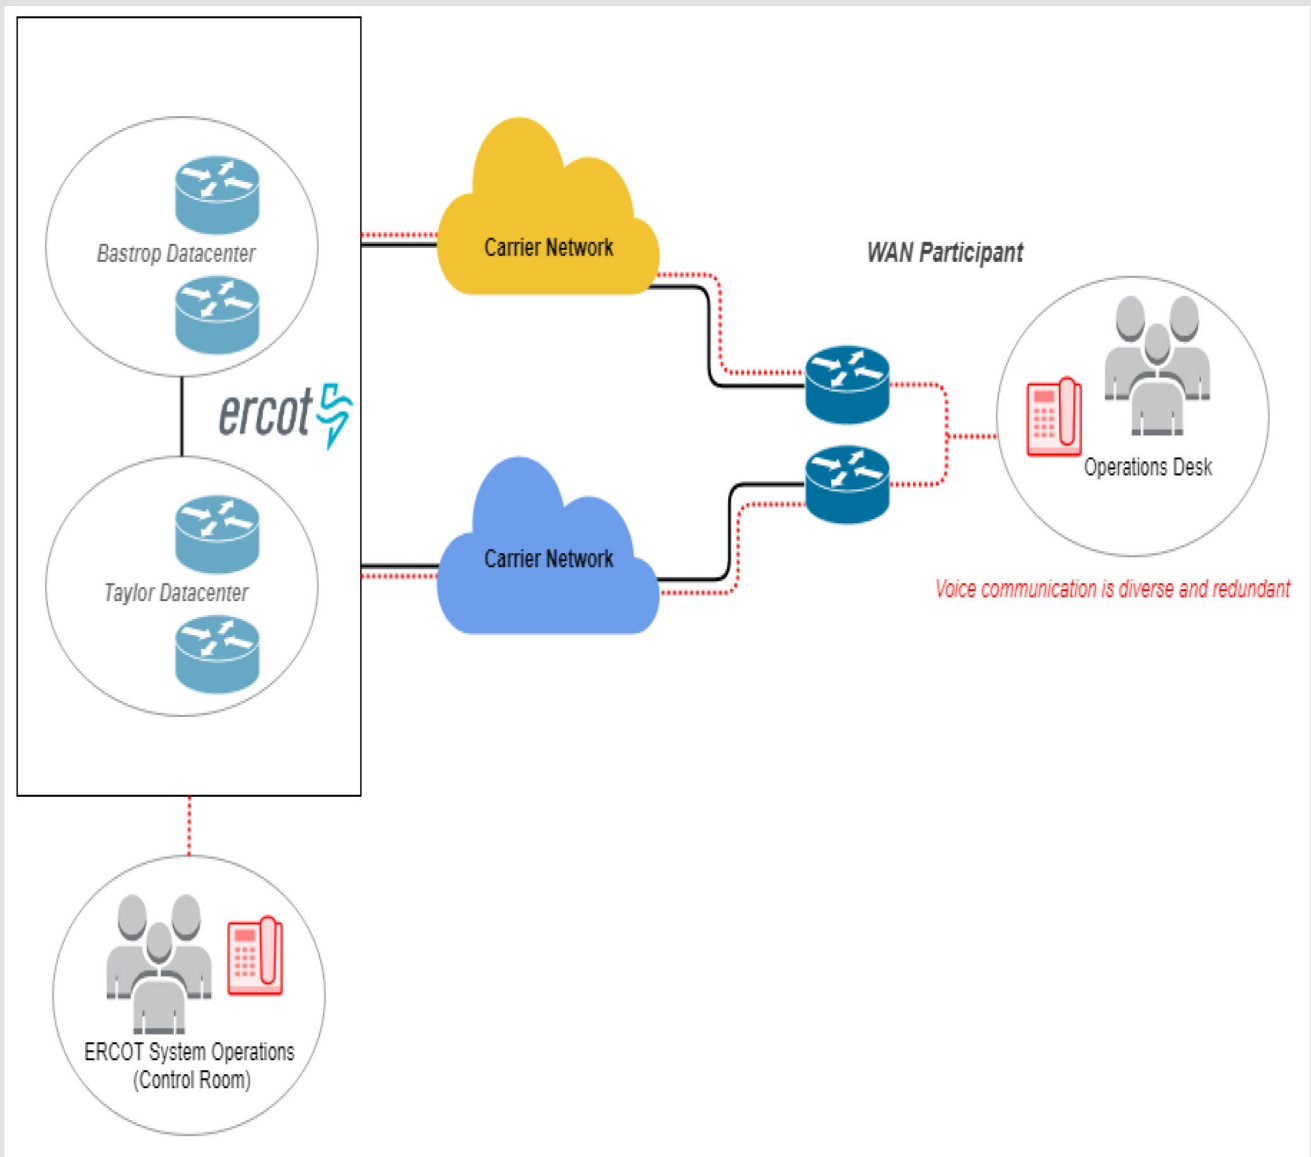 Bastrop Datacenter
Carrier Network
WAN Participant
ercot
Operations Desk
Taylor Datacenter
Carrier Network
Voice communication is diverse and redundant
ERCOT System Operations
(Control Room)